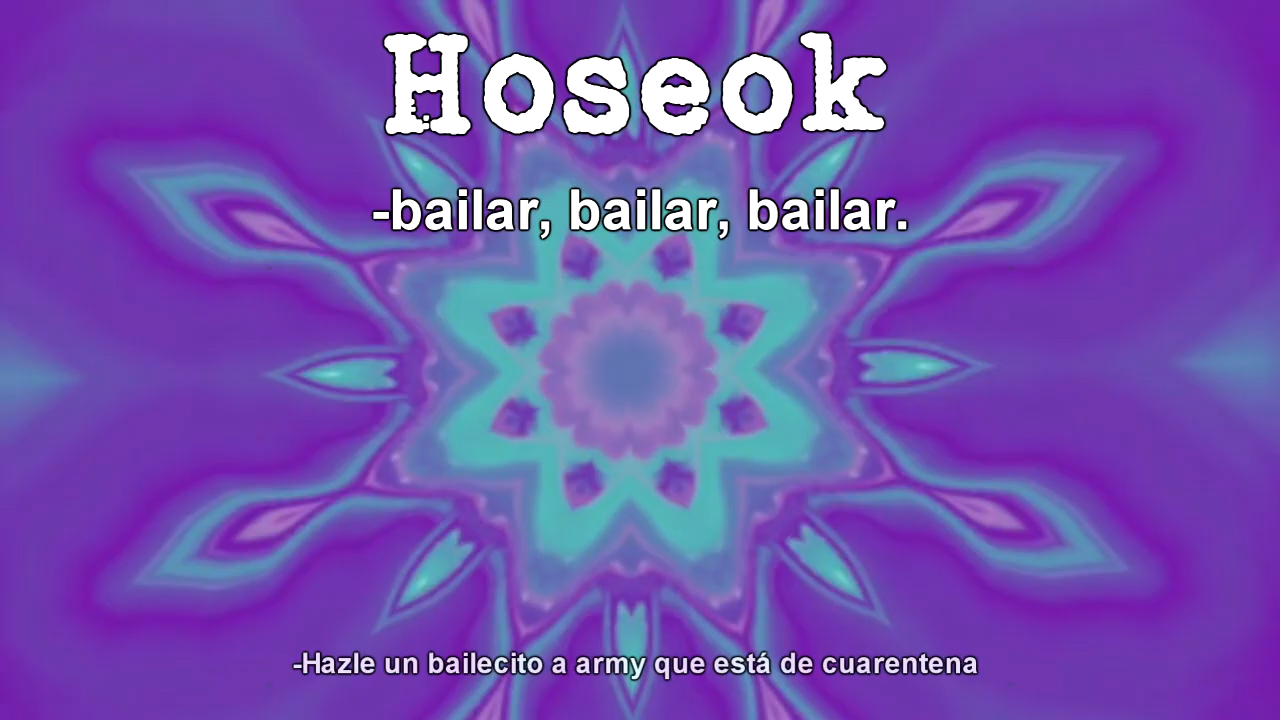 Hoseok
-bailar, bailar, bailar.
-Hazle un bailecito a army que está de cuarentena